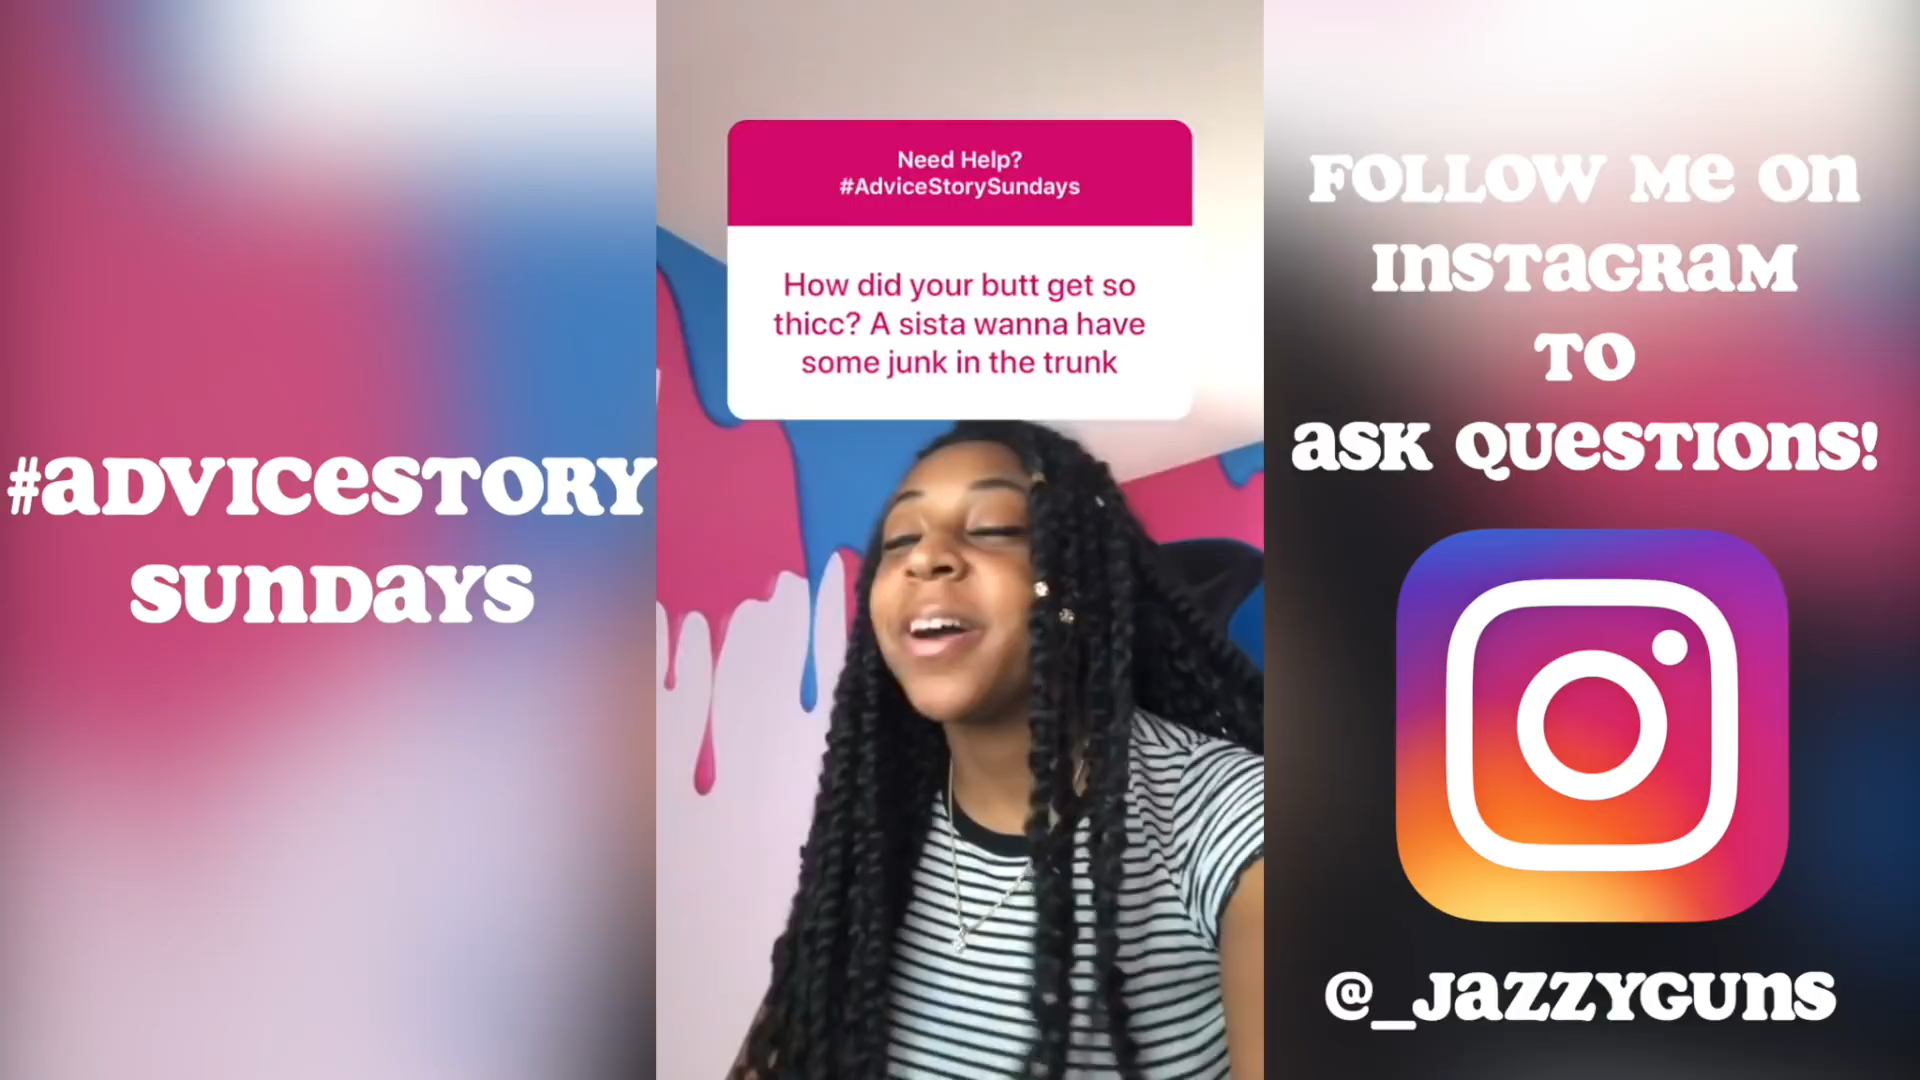 #ADVICESTORY
SUNDAYS
Need Help?
#AdviceStorySundays
How did your butt get so
thicc? A sista wanna have
some junk in the trunk
FOLLOW ME ON
INSTAGRAM
TO
ASK QUESTIONS!
@_JAZZYGUNS